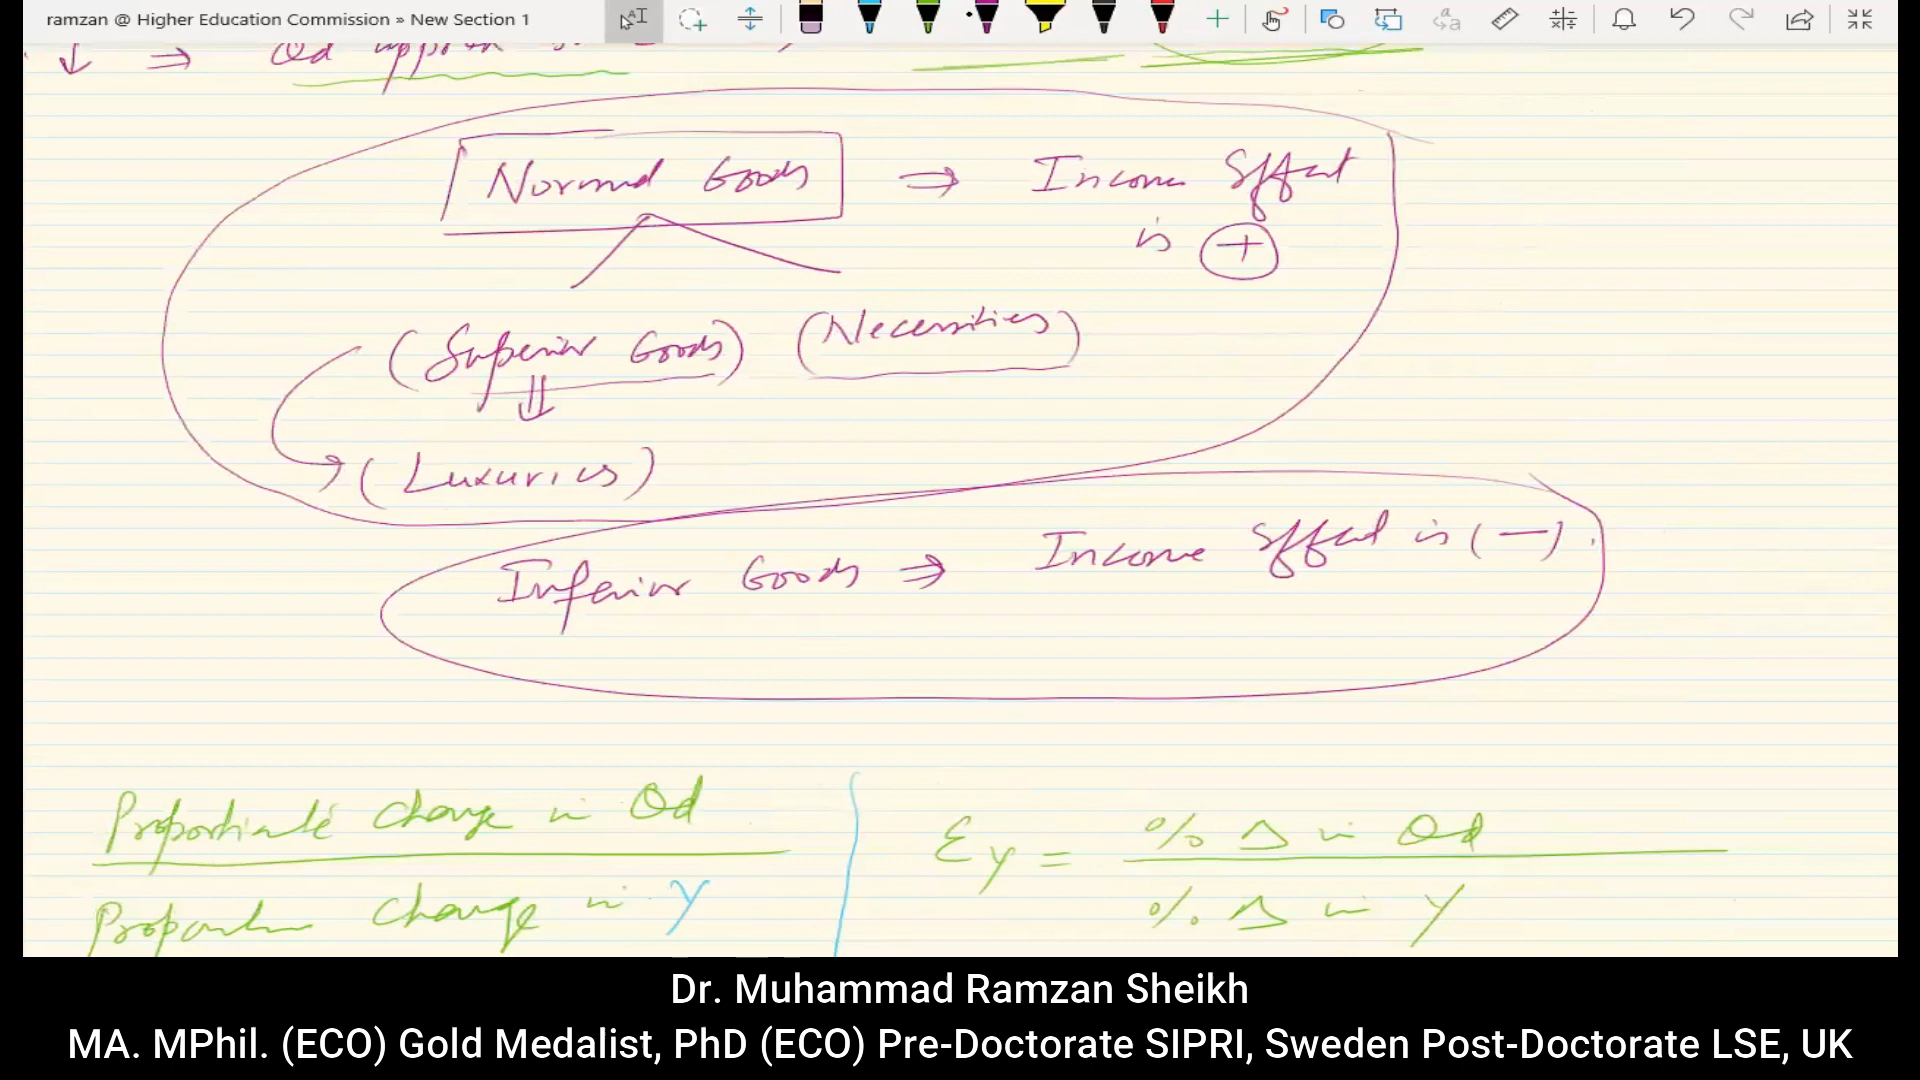 ramzan @ Higher Education Commission » New Section 1
↓ ⇒ Qd
Normal Goods ⇒ Income Effect
is +
(Superior Goods) (Necessities)
⇓
(Luxuries)
Inferior Goods ⇒ Income Effect is (−).
Proportionate change in Qd
change in Y
Ey = % Δ in Qd
% Δ in Y
Dr. Muhammad Ramzan Sheikh
MA. MPhil. (ECO) Gold Medalist, PhD (ECO) Pre-Doctorate SIPRI, Sweden Post-Doctorate LSE, UK